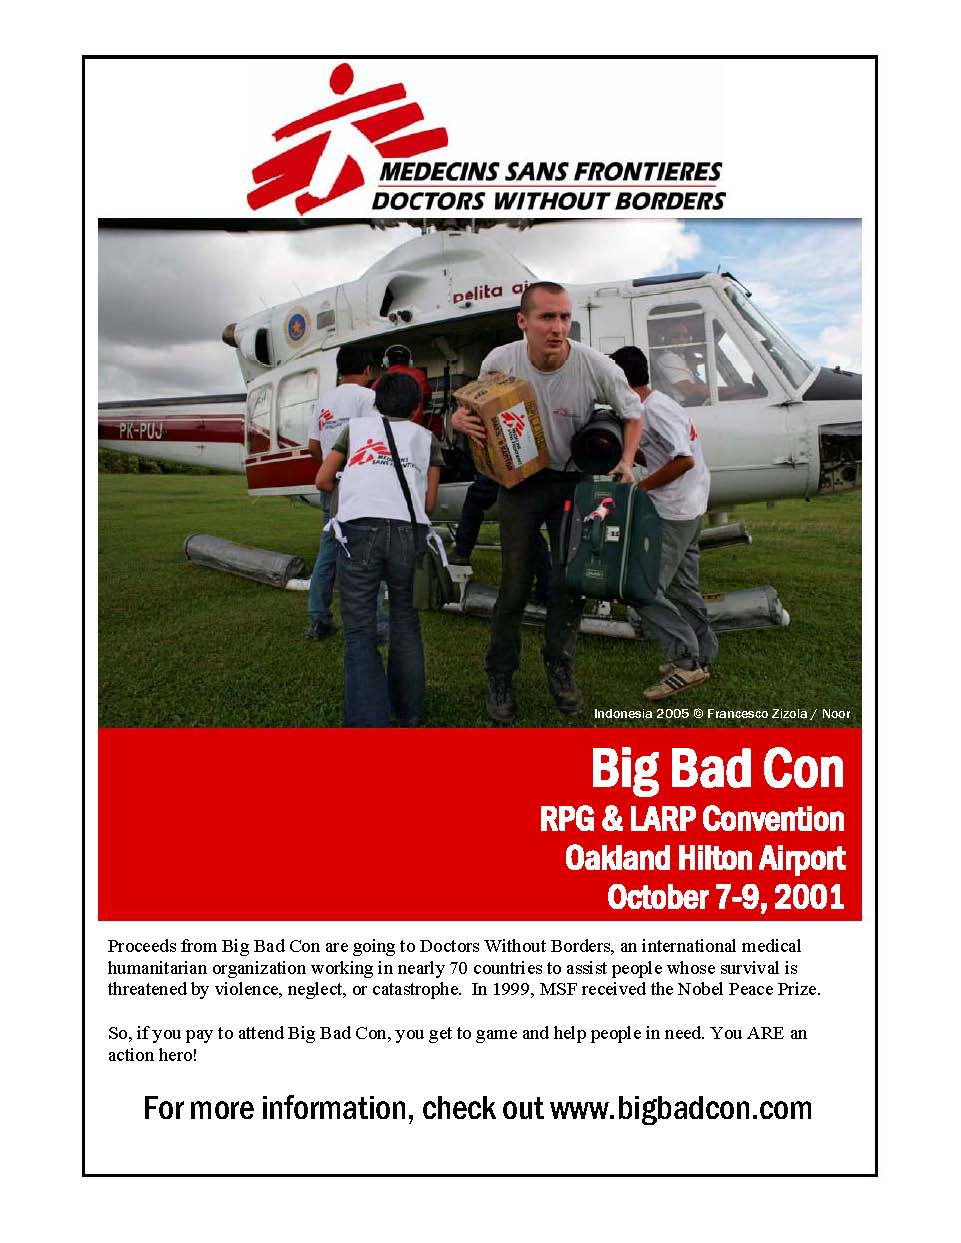 MEDECINS SANS FRONTIERES
DOCTORS WITHOUT BORDERS
pelita ai
PK-PUJ
MEDECINS
SANS FRONTIERES
Indonesia 2005 © Francesco Zizola / Noor
Big Bad Con
RPG & LARP Convention
Oakland Hilton Airport
October 7-9, 2001
Proceeds from Big Bad Con are going to Doctors Without Borders, an international medical
humanitarian organization working in nearly 70 countries to assist people whose survival is
threatened by violence, neglect, or catastrophe.  In 1999, MSF received the Nobel Peace Prize.
So, if you pay to attend Big Bad Con, you get to game and help people in need. You ARE an
action hero!
For more information, check out www.bigbadcon.com